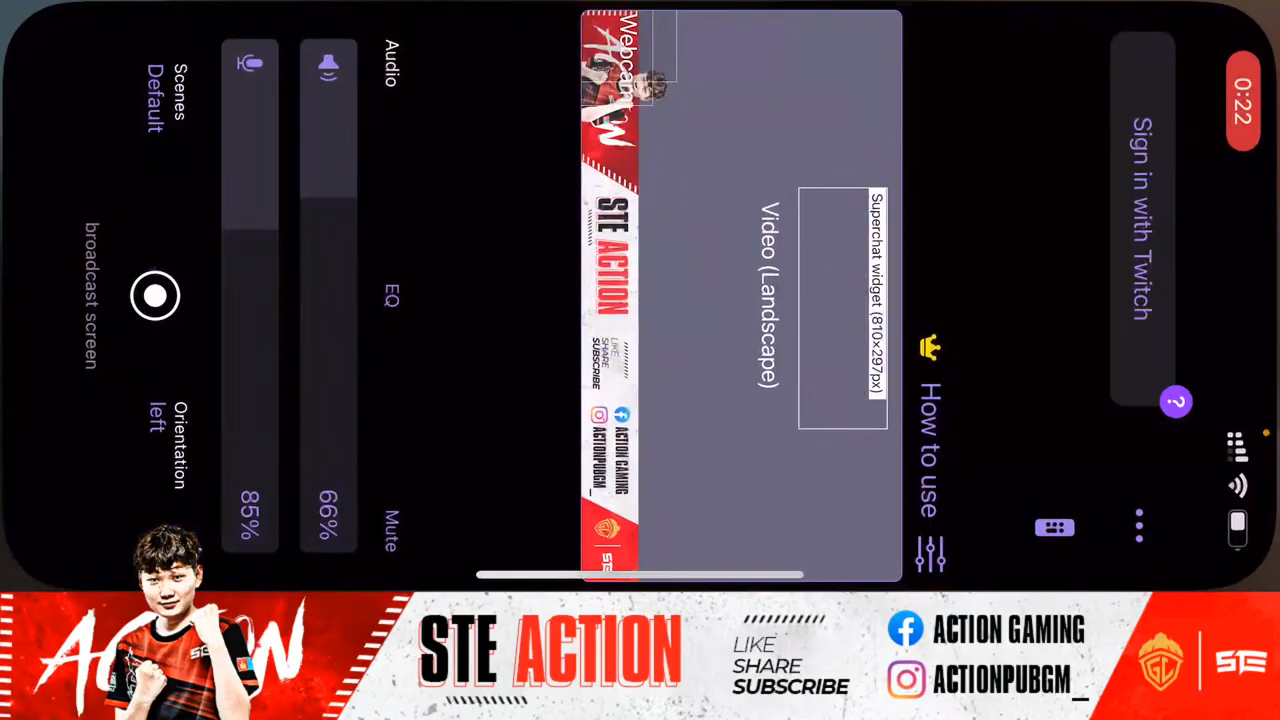 0:22
Sign in with Twitch
?
How to use
Superchat widget (810×297px)
Video (Landscape)
Webcam
STE ACTION
LIKE
SHARE
SUBSCRIBE
ACTION GAMING
ACTIONPUBGM_
Audio
EQ
Mute
66%
85%
Scenes
Default
Orientation
left
broadcast screen
STE ACTION
LIKE
SHARE
SUBSCRIBE
ACTION GAMING
ACTIONPUBGM_
GC
STE